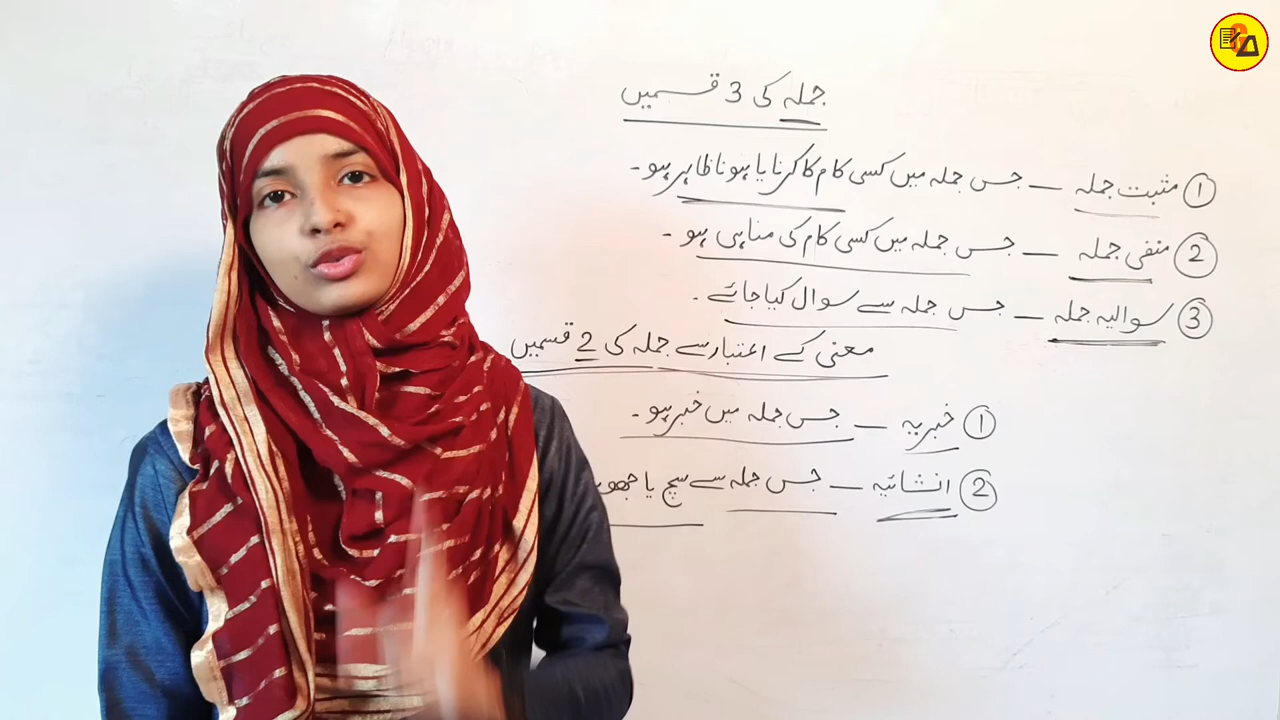 جملہ کی 3 قسمیں
① مثبت جملہ — جس جملہ میں کسی کام کا کرنا یا ہونا ظاہر ہو۔
② منفی جملہ — جس جملہ میں کسی کام کی مناہی ہو۔
③ سوالیہ جملہ — جس جملہ سے سوال کیا جائے۔
معنی کے اعتبار سے جملہ کی 2 قسمیں
① خبریہ — جس جملہ میں خبر ہو۔
② انشائیہ — جس جملہ سے سچ یا